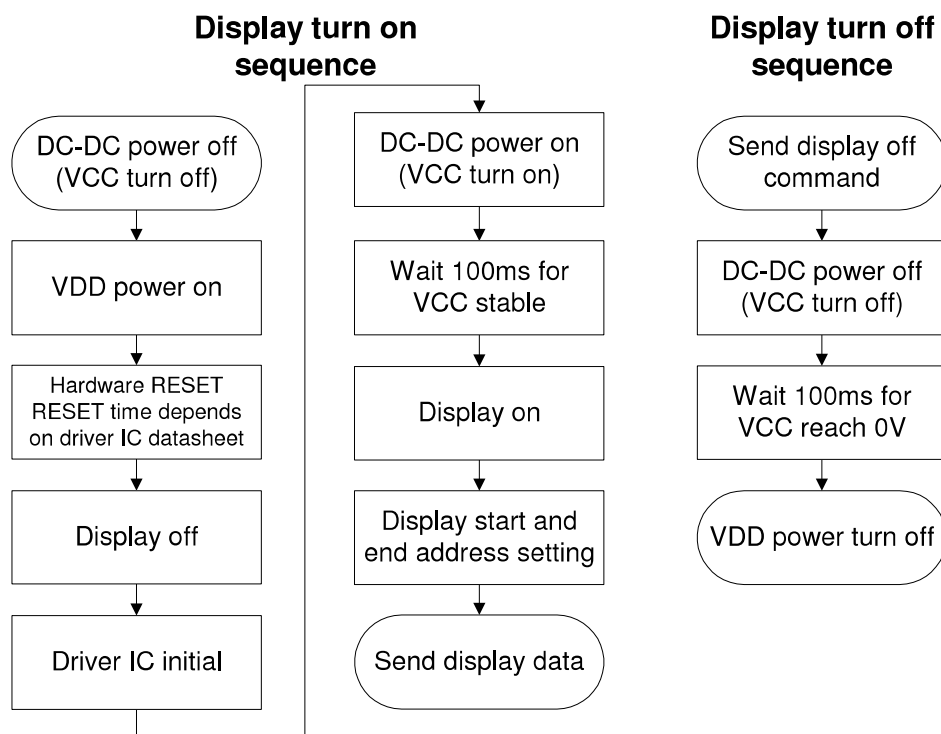 Display turn on
sequence
DC-DC power off
(VCC turn off)
VDD power on
Hardware RESET
RESET time depends
on driver IC datasheet
Display off
Driver IC initial
DC-DC power on
(VCC turn on)
Wait 100ms for
VCC stable
Display on
Display start and
end address setting
Send display data
Display turn off
sequence
Send display off
command
DC-DC power off
(VCC turn off)
Wait 100ms for
VCC reach 0V
VDD power turn off